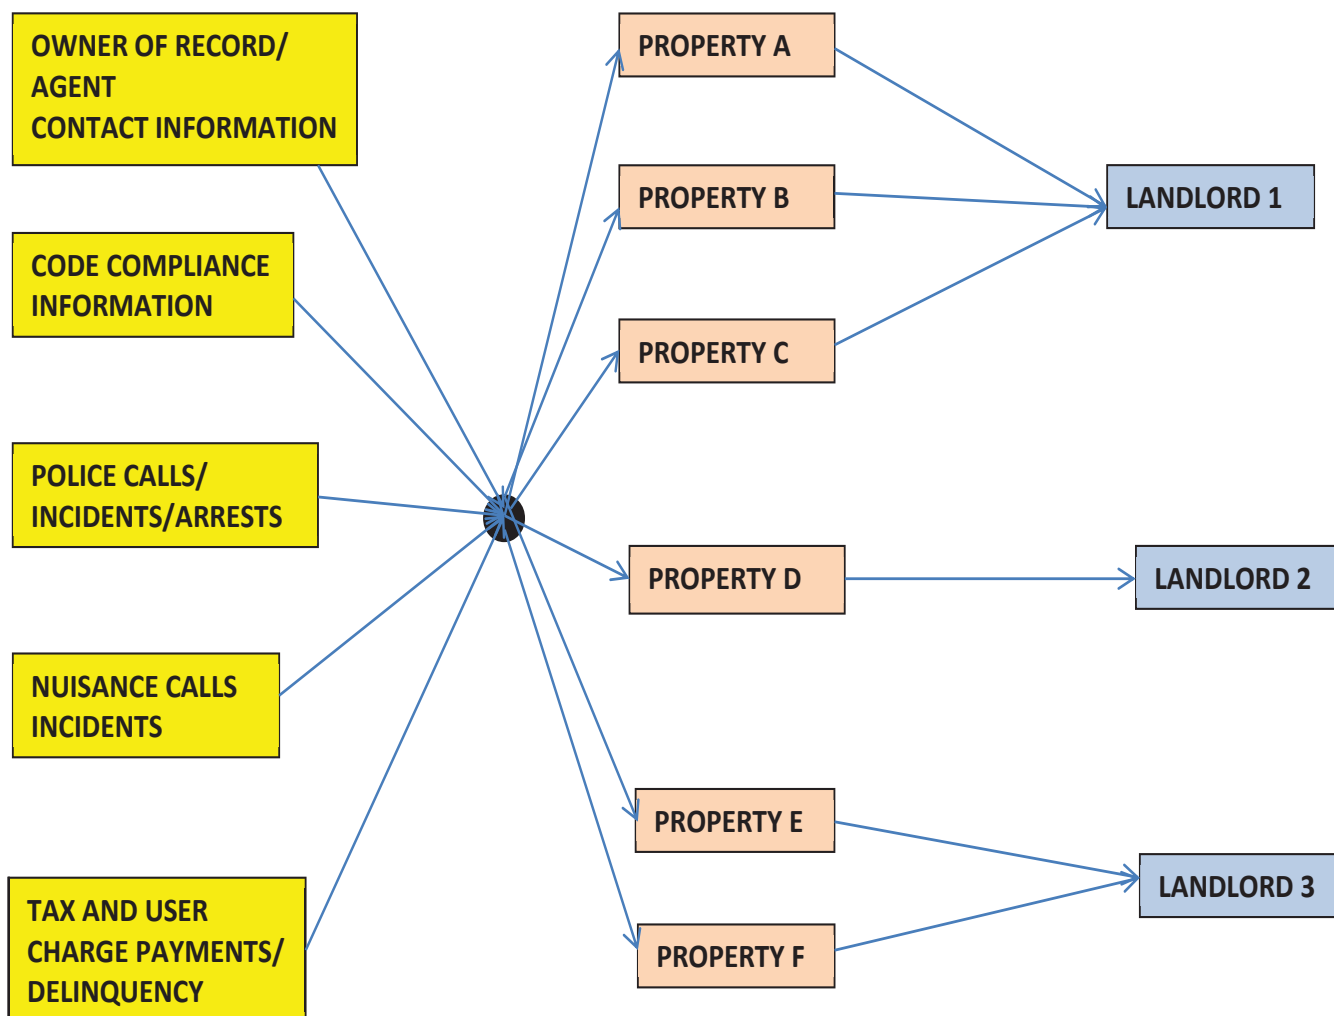 OWNER OF RECORD/
AGENT
CONTACT INFORMATION
CODE COMPLIANCE
INFORMATION
POLICE CALLS/
INCIDENTS/ARRESTS
NUISANCE CALLS
INCIDENTS
TAX AND USER
CHARGE PAYMENTS/
DELINQUENCY
PROPERTY A
PROPERTY B
PROPERTY C
PROPERTY D
PROPERTY E
PROPERTY F
LANDLORD 1
LANDLORD 2
LANDLORD 3